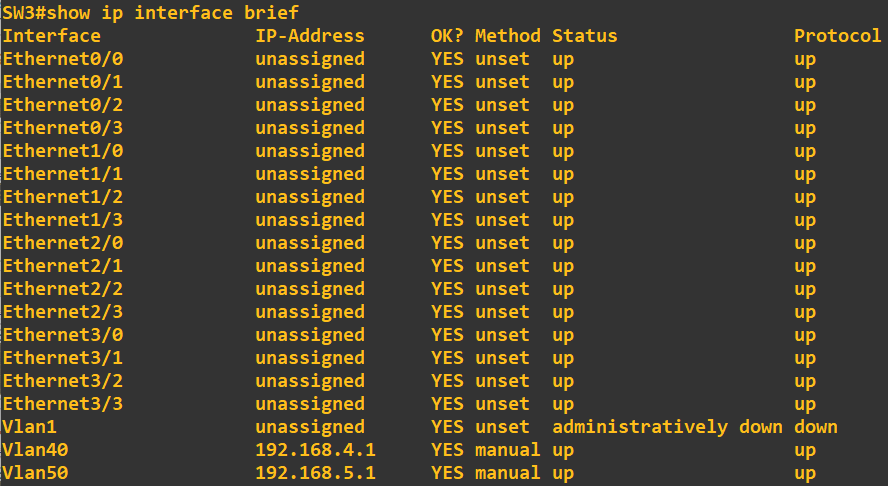 SW3#show ip interface brief
Interface              IP-Address      OK? Method Status                Protocol
Ethernet0/0            unassigned      YES unset  up                    up
Ethernet0/1            unassigned      YES unset  up                    up
Ethernet0/2            unassigned      YES unset  up                    up
Ethernet0/3            unassigned      YES unset  up                    up
Ethernet1/0            unassigned      YES unset  up                    up
Ethernet1/1            unassigned      YES unset  up                    up
Ethernet1/2            unassigned      YES unset  up                    up
Ethernet1/3            unassigned      YES unset  up                    up
Ethernet2/0            unassigned      YES unset  up                    up
Ethernet2/1            unassigned      YES unset  up                    up
Ethernet2/2            unassigned      YES unset  up                    up
Ethernet2/3            unassigned      YES unset  up                    up
Ethernet3/0            unassigned      YES unset  up                    up
Ethernet3/1            unassigned      YES unset  up                    up
Ethernet3/2            unassigned      YES unset  up                    up
Ethernet3/3            unassigned      YES unset  up                    up
Vlan1                  unassigned      YES unset  administratively down down
Vlan40                 192.168.4.1     YES manual up                    up
Vlan50                 192.168.5.1     YES manual up                    up